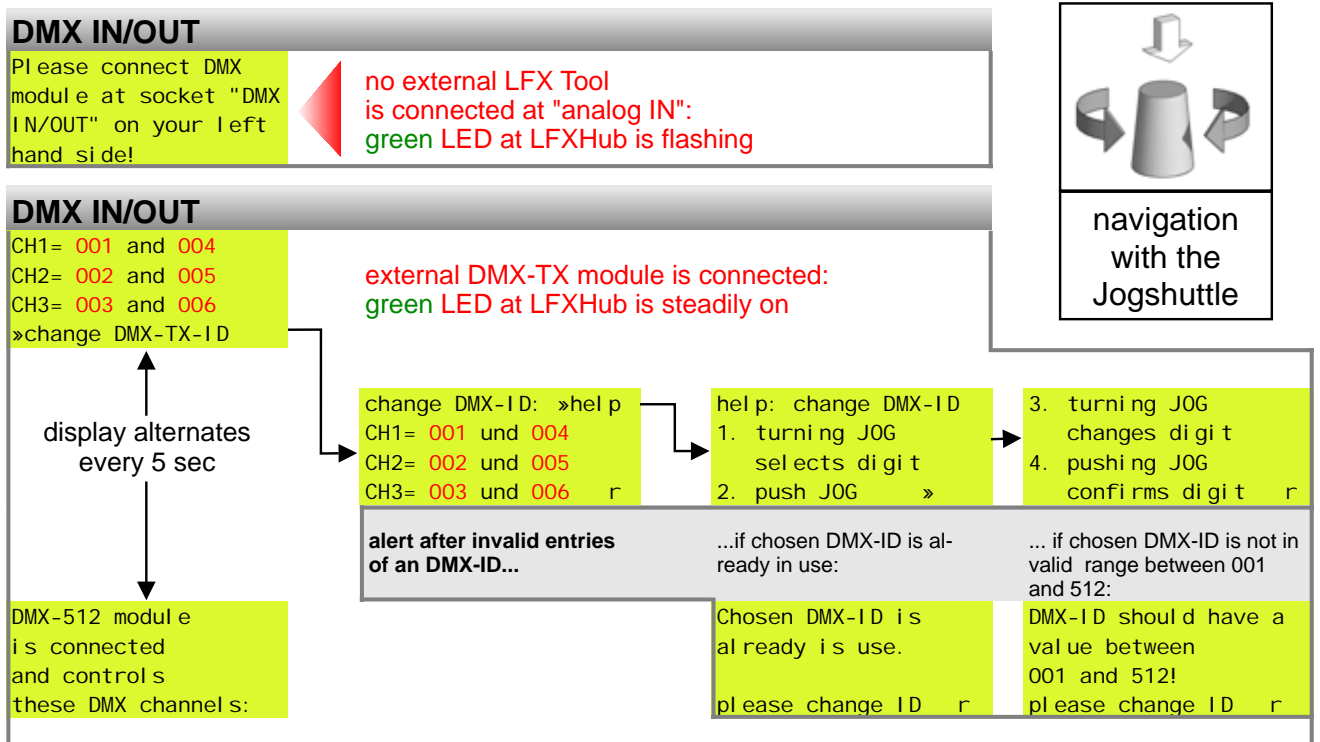 DMX IN/OUT
Please connect DMX
module at socket "DMX
IN/OUT" on your left
hand side!
no external LFX Tool
is connected at "analog IN":
green LED at LFXHub is flashing
navigation
with the
Jogshuttle
DMX IN/OUT
CH1= 001 and 004
CH2= 002 and 005
CH3= 003 and 006
»change DMX-TX-ID
external DMX-TX module is connected:
green LED at LFXHub is steadily on
display alternates
every 5 sec
change DMX-ID: »help
CH1= 001 und 004
CH2= 002 und 005
CH3= 003 und 006 r
help: change DMX-ID
1. turning JOG
selects digit
2. push JOG »
3. turning JOG
changes digit
4. pushing JOG
confirms digit r
alert after invalid entries
of an DMX-ID...
...if chosen DMX-ID is al-
ready in use:
... if chosen DMX-ID is not in
valid range between 001
and 512:
DMX-512 module
is connected
and controls
these DMX channels:
Chosen DMX-ID is
already is use.
please change ID r
DMX-ID should have a
value between
001 and 512!
please change ID r